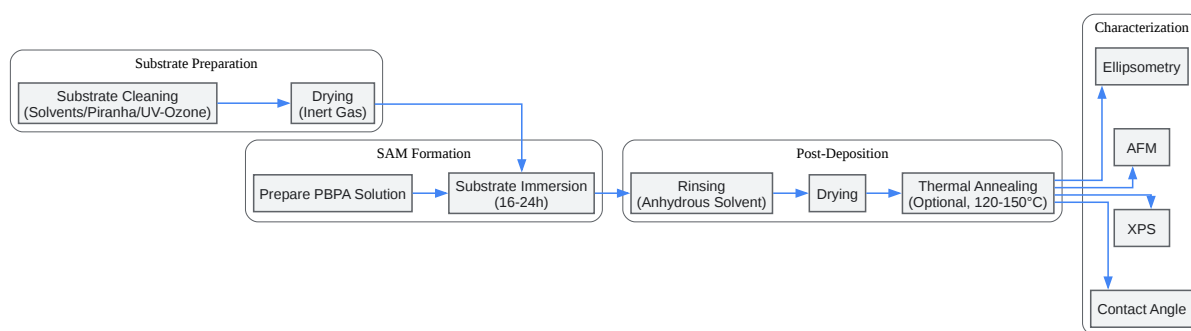 Substrate Preparation
Substrate Cleaning
(Solvents/Piranha/UV-Ozone)
Drying
(Inert Gas)
SAM Formation
Prepare PBPA Solution
Substrate Immersion
(16-24h)
Post-Deposition
Rinsing
(Anhydrous Solvent)
Drying
Thermal Annealing
(Optional, 120-150°C)
Characterization
Ellipsometry
AFM
XPS
Contact Angle